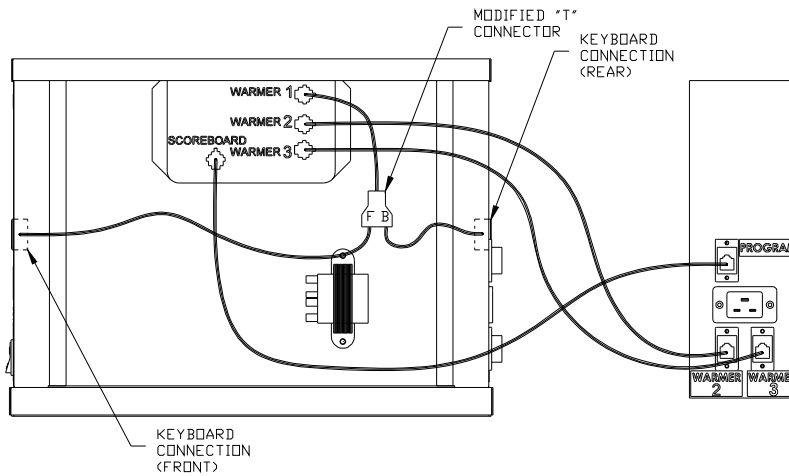 MODIFIED "T"
CONNECTOR
KEYBOARD
CONNECTION
(REAR)
WARMER 1
WARMER 2
SCOREBOARD
WARMER 3
F B
PROGRAM
WARMER
2
WARME
3
KEYBOARD
CONNECTION
(FRONT)